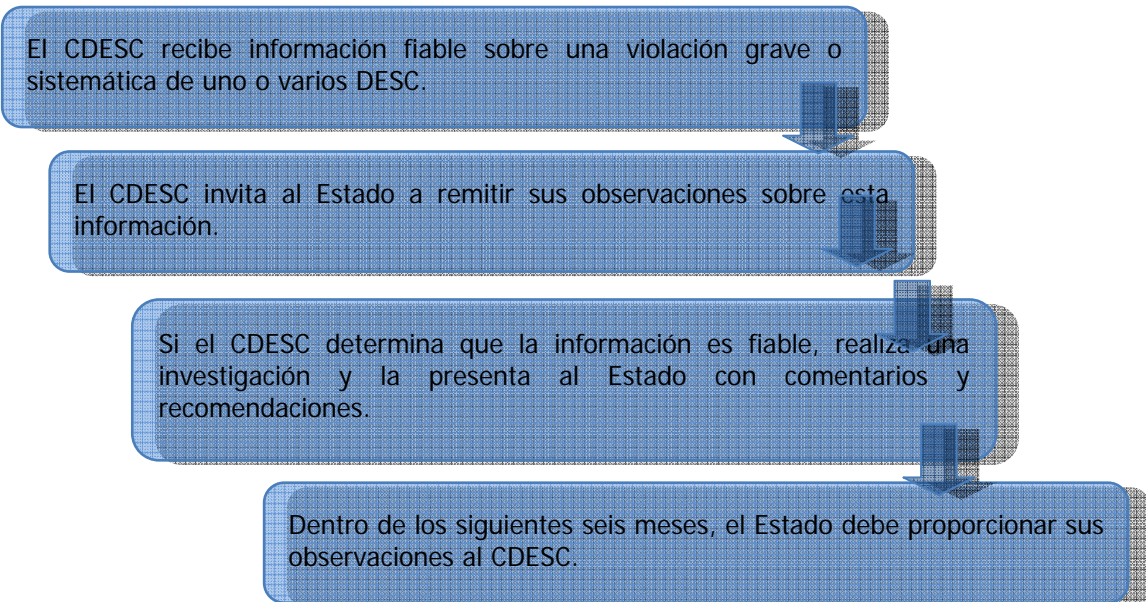 El CDESC recibe información fiable sobre una violación grave o
sistemática de uno o varios DESC.
El CDESC invita al Estado a remitir sus observaciones sobre esta
información.
Si el CDESC determina que la información es fiable, realiza una
investigación y la presenta al Estado con comentarios y
recomendaciones.
Dentro de los siguientes seis meses, el Estado debe proporcionar sus
observaciones al CDESC.